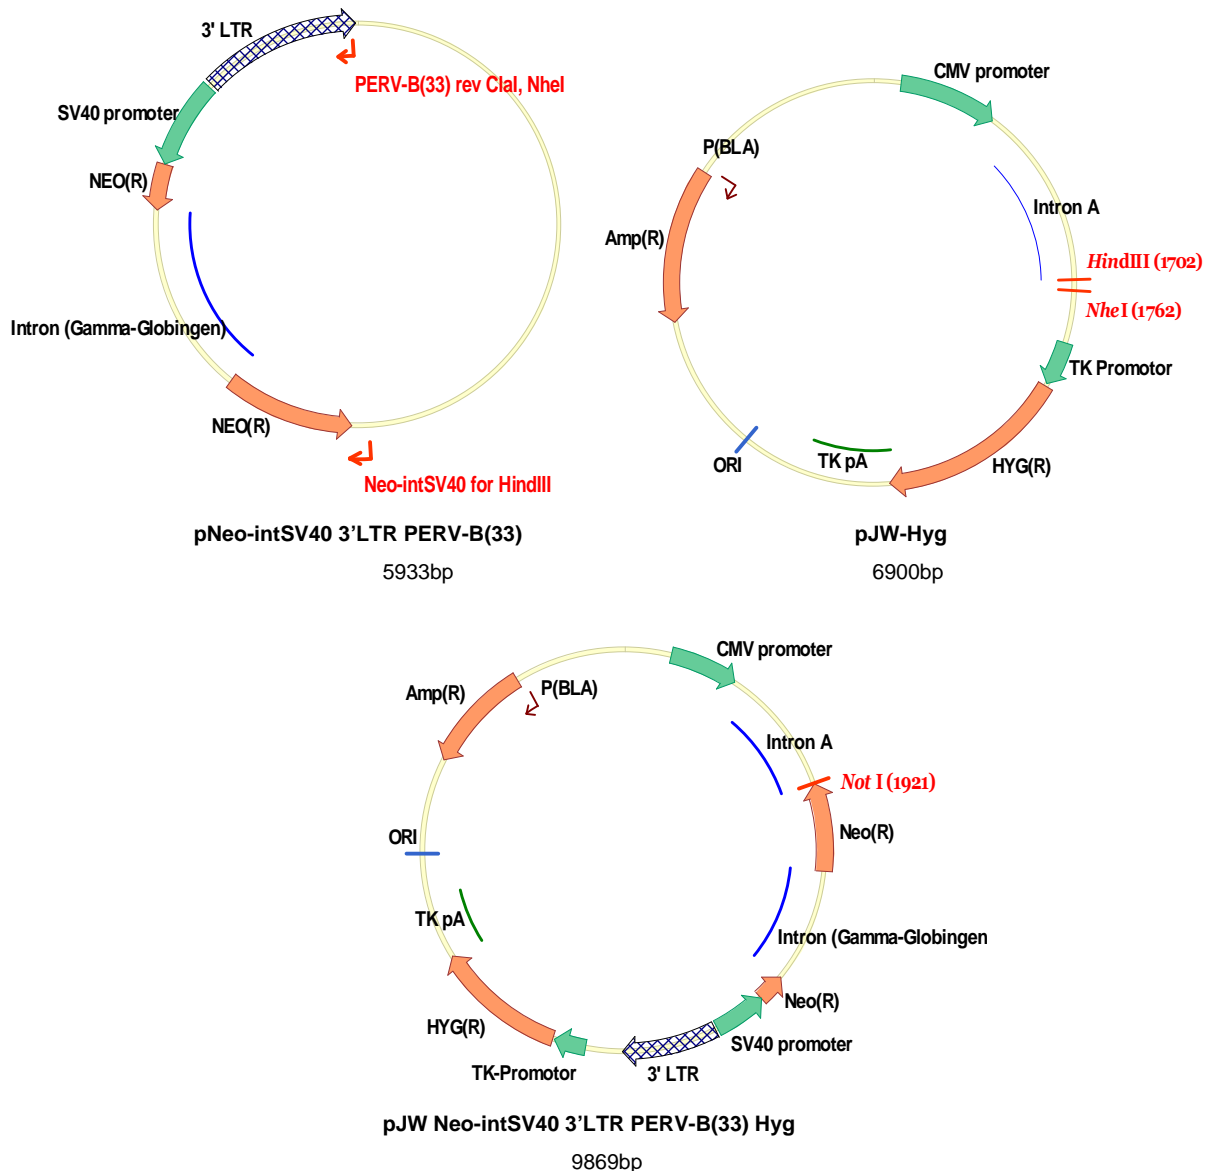 3' LTR
PERV-B(33) rev ClaI, NheI
SV40 promoter
NEO(R)
Intron (Gamma-Globingen)
NEO(R)
Neo-intSV40 for HindIII
pNeo-intSV40 3’LTR PERV-B(33)
5933bp
CMV promoter
P(BLA)
Intron A
Amp(R)
HindIII (1702)
NheI (1762)
TK Promotor
HYG(R)
TK pA
ORI
pJW-Hyg
6900bp
CMV promoter
P(BLA)
Amp(R)
Intron A
Not I (1921)
Neo(R)
ORI
TK pA
Intron (Gamma-Globingen
Neo(R)
HYG(R)
SV40 promoter
TK-Promotor
3' LTR
pJW Neo-intSV40 3’LTR PERV-B(33) Hyg
9869bp